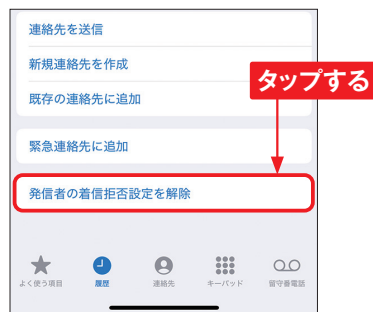 連絡先を送信
新規連絡先を作成
タップする
既存の連絡先に追加
緊急連絡先に追加
発信者の着信拒否設定を解除
よく使う項目 履歴 連絡先 キーパッド 留守番電話